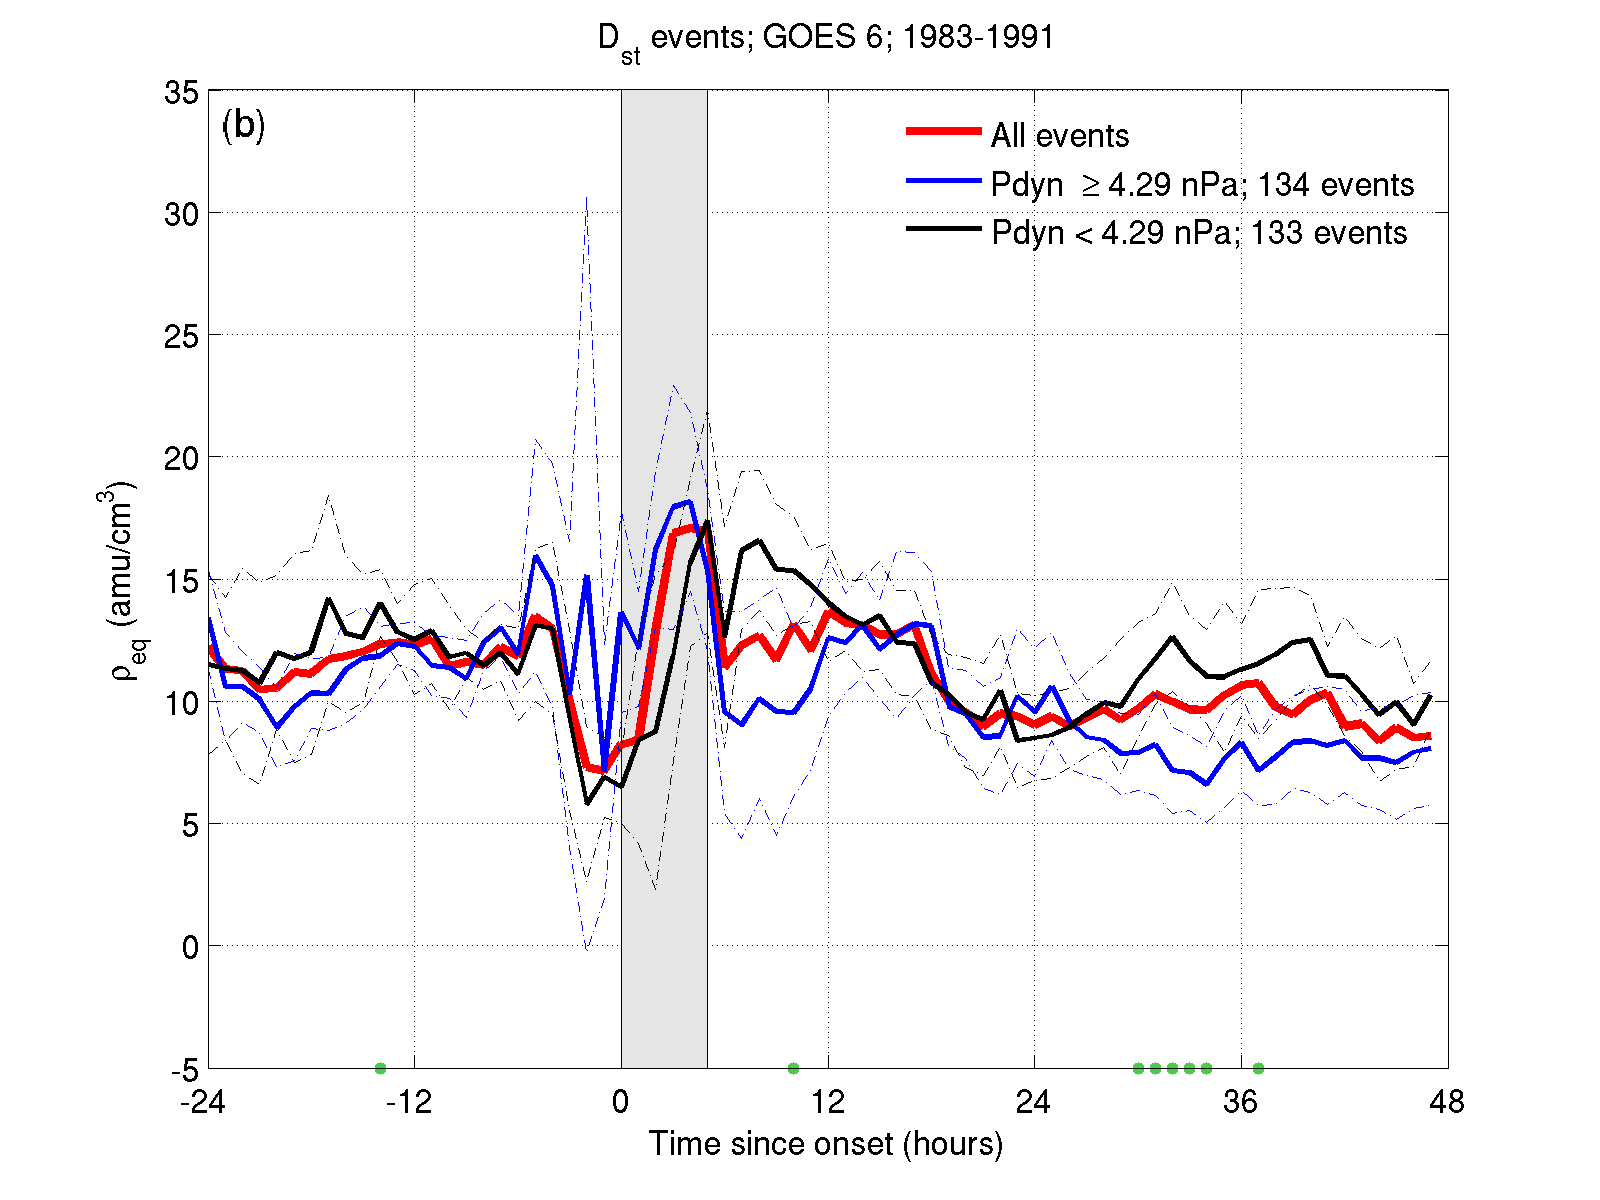 D_st events; GOES 6; 1983-1991
(b)
All events
Pdyn ≥ 4.29 nPa; 134 events
Pdyn < 4.29 nPa; 133 events
35
30
25
20
15
10
5
0
-5
ρ_eq (amu/cm^3)
-24 -12 0 12 24 36 48
Time since onset (hours)